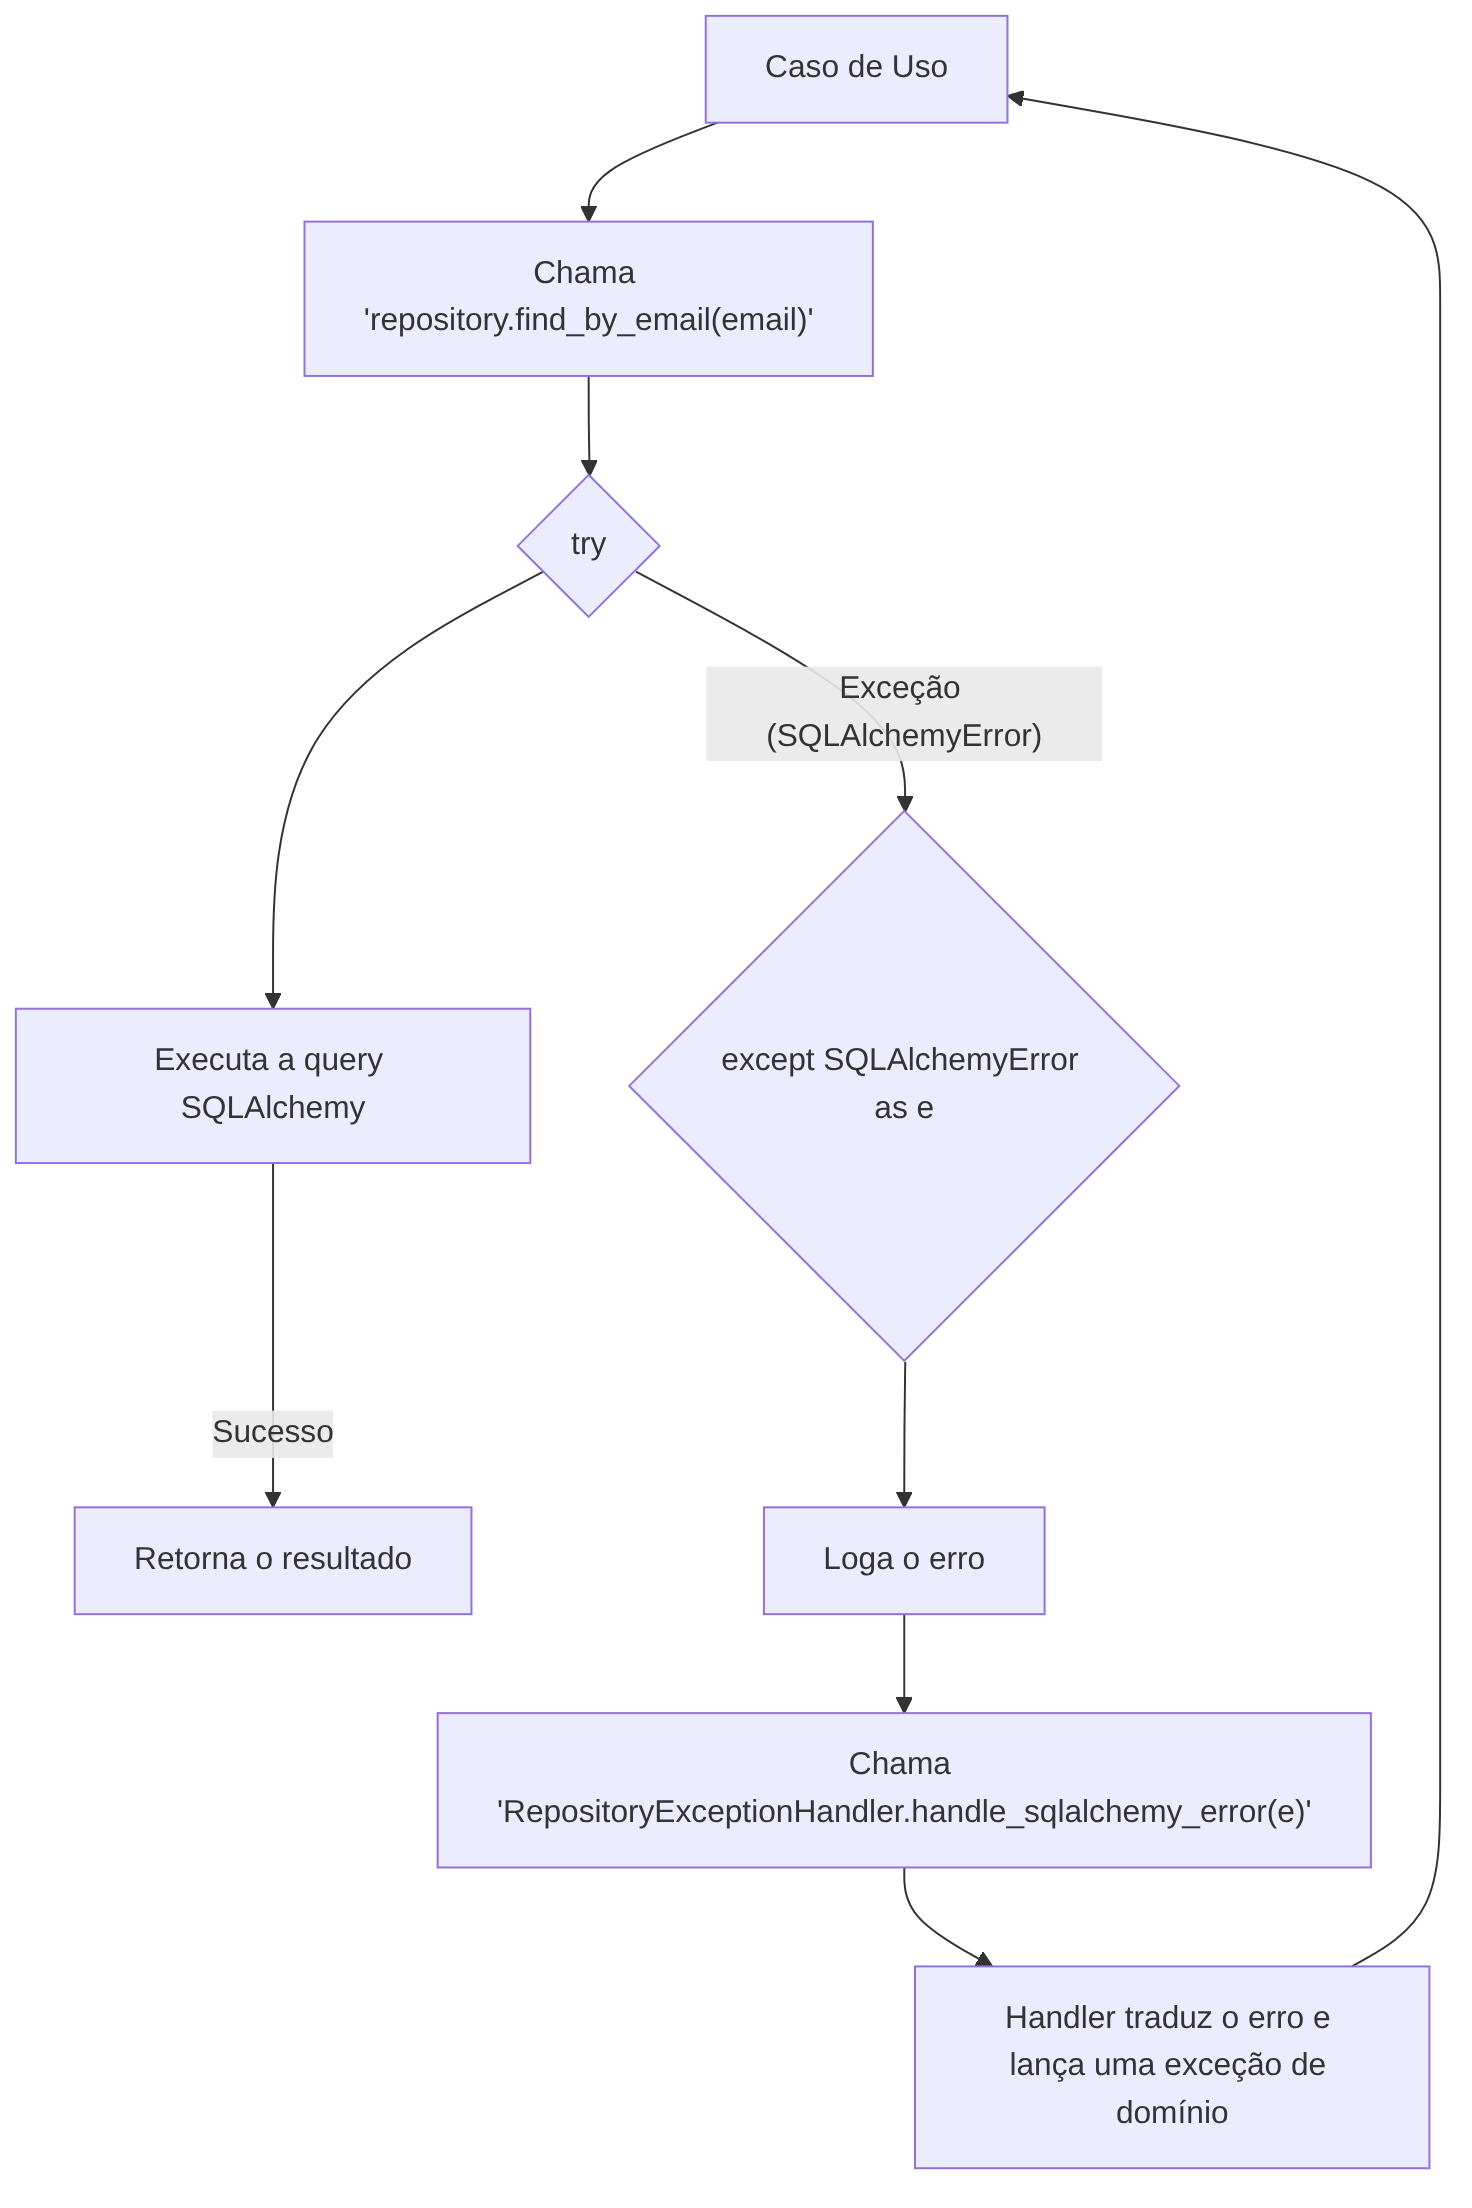 Caso de Uso
Chama
'repository.find_by_email(email)'
try
Exceção
(SQLAlchemyError)
Executa a query
SQLAlchemy
except SQLAlchemyError
as e
Sucesso
Retorna o resultado
Loga o erro
Chama
'RepositoryExceptionHandler.handle_sqlalchemy_error(e)'
Handler traduz o erro e
lança uma exceção de
domínio